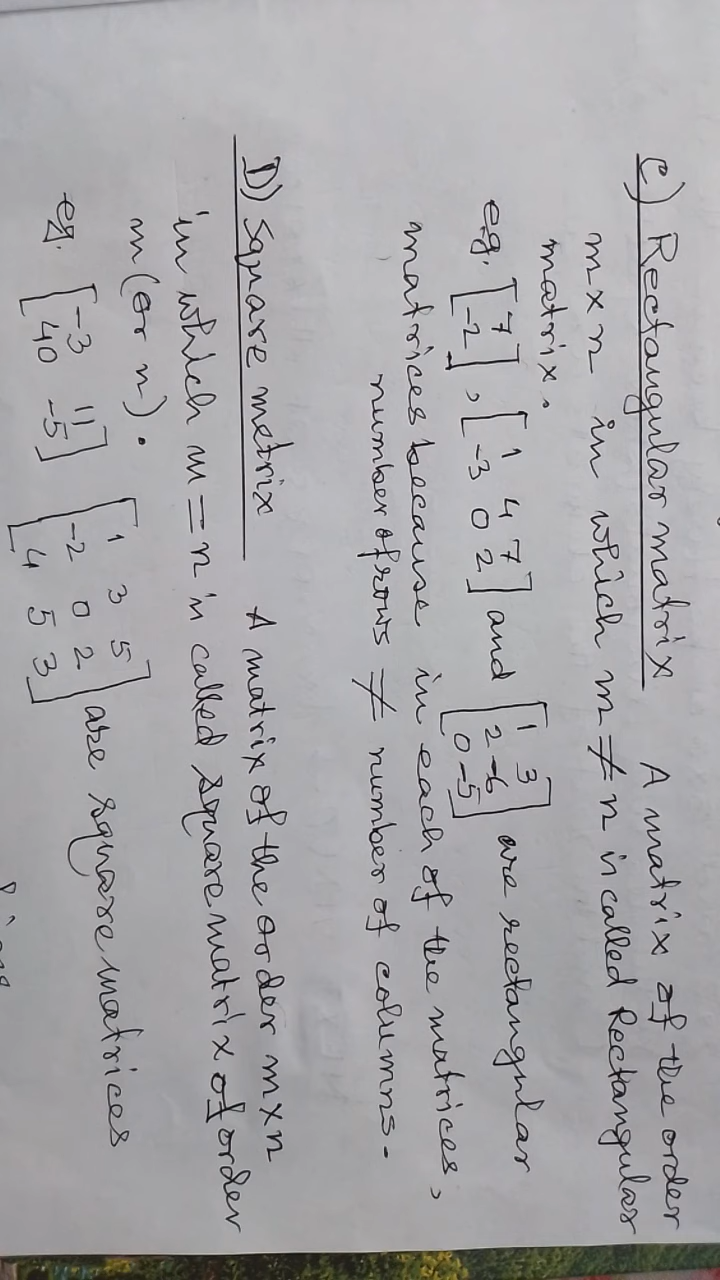 C) Rectangular matrix A matrix of the order
m×n in which m ≠ n is called Rectangular
matrix.
eg. [7 -2], [1 4 7 -3 0 2] and [1 3 2 -6 0 -5] are rectangular
matrices because in each of the matrices,
number of rows ≠ number of columns.
D) Square matrix A matrix of the order m×n
in which m = n is called square matrix of order
m (or n).
eg. [-3 11 40 -5] [1 3 5 -2 0 2 4 5 3] are square matrices